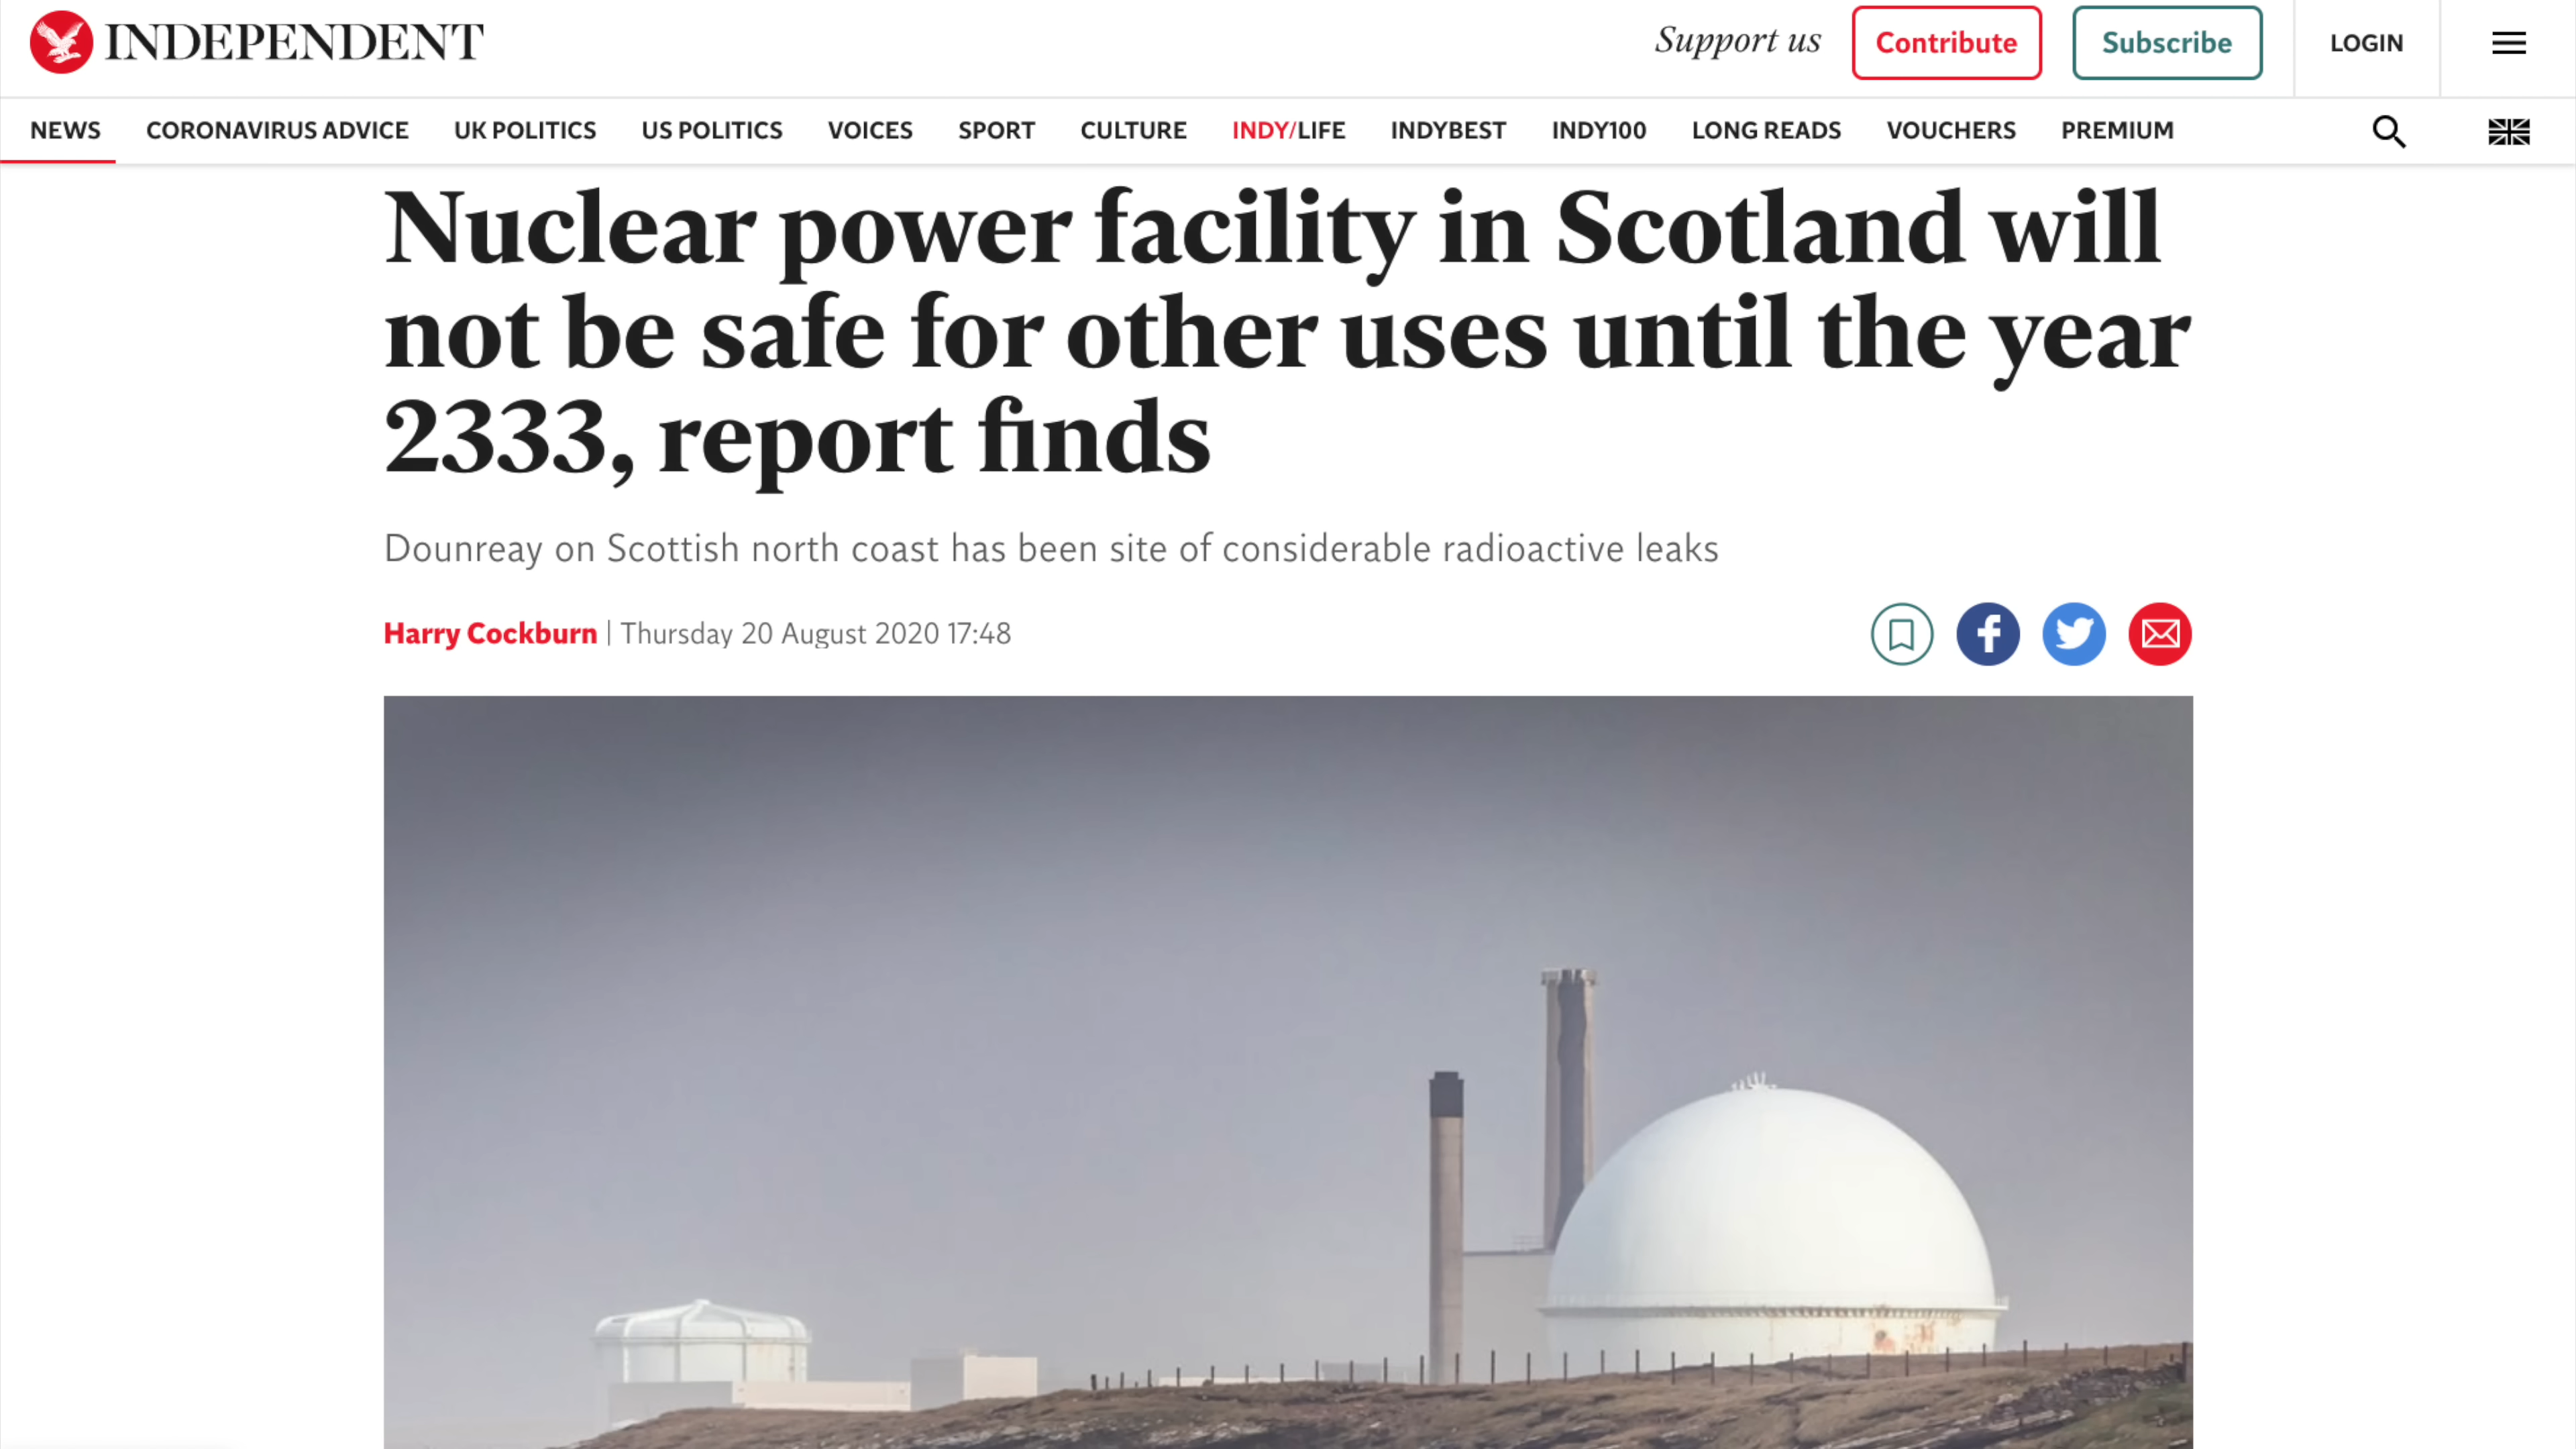 INDEPENDENT
Support us
Contribute
Subscribe
LOGIN
NEWS CORONAVIRUS ADVICE UK POLITICS US POLITICS VOICES SPORT CULTURE INDY/LIFE INDYBEST INDY100 LONG READS VOUCHERS PREMIUM
Nuclear power facility in Scotland will
not be safe for other uses until the year
2333, report finds
Dounreay on Scottish north coast has been site of considerable radioactive leaks
Harry Cockburn | Thursday 20 August 2020 17:48